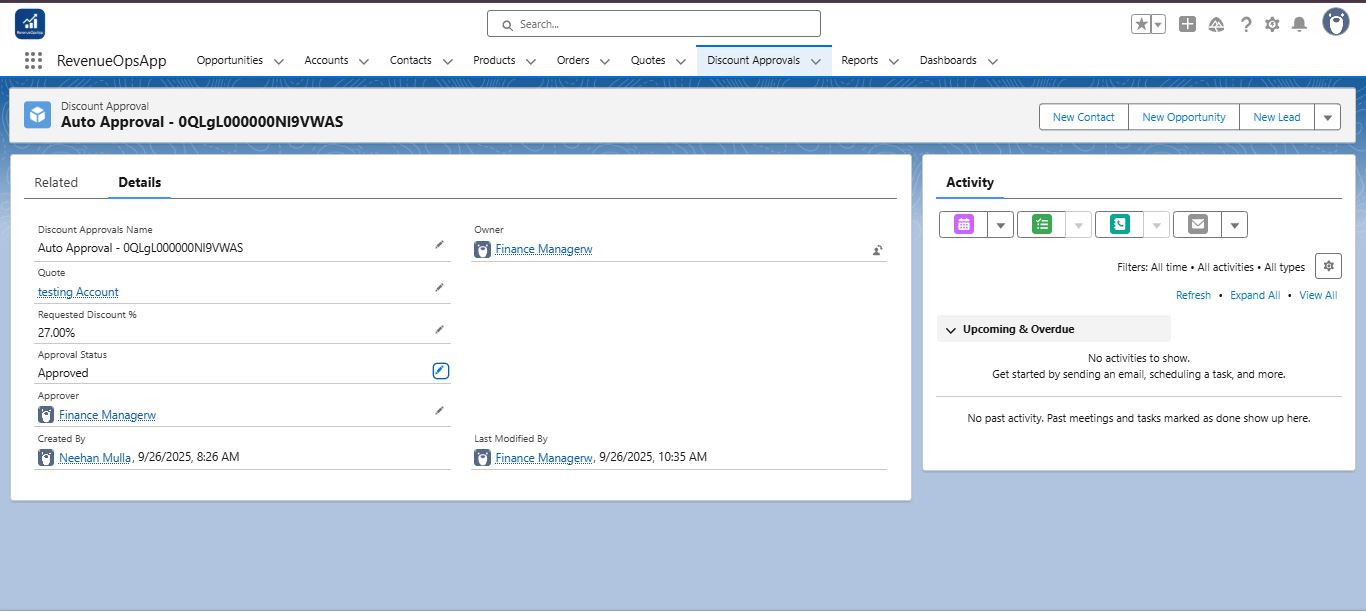 Search...
RevenueOpsApp
RevenueOpsApp Opportunities Accounts Contacts Products Orders Quotes Discount Approvals Reports Dashboards
Discount Approval
Auto Approval - 0QLgL000000NI9VWAS
New Contact New Opportunity New Lead
Related Details
Discount Approvals Name
Auto Approval - 0QLgL000000NI9VWAS
Owner
Finance Managerw
Quote
testing Account
Requested Discount %
27.00%
Approval Status
Approved
Approver
Finance Managerw
Created By
Neehan Mulla, 9/26/2025, 8:26 AM
Last Modified By
Finance Managerw, 9/26/2025, 10:35 AM
Activity
Filters: All time • All activities • All types
Refresh • Expand All • View All
Upcoming & Overdue
No activities to show.
Get started by sending an email, scheduling a task, and more.
No past activity. Past meetings and tasks marked as done show up here.